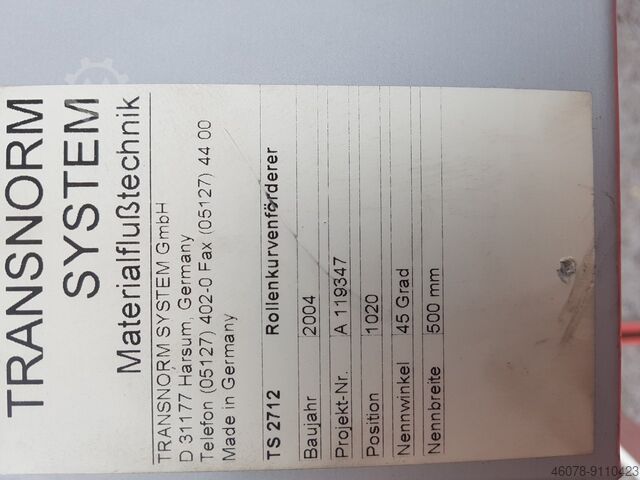 TRANSNORM
SYSTEM
Materialflußtechnik
TRANSNORM SYSTEM GmbH
D 31177 Harsum, Germany
Telefon (05127) 402-0 Fax (05127) 44 00
Made in Germany
TS 2712 Rollenkurvenförderer
Baujahr 2004
Projekt-Nr. A 119347
Position 1020
Nennwinkel 45 Grad
Nennbreite 500 mm
46078-9110423